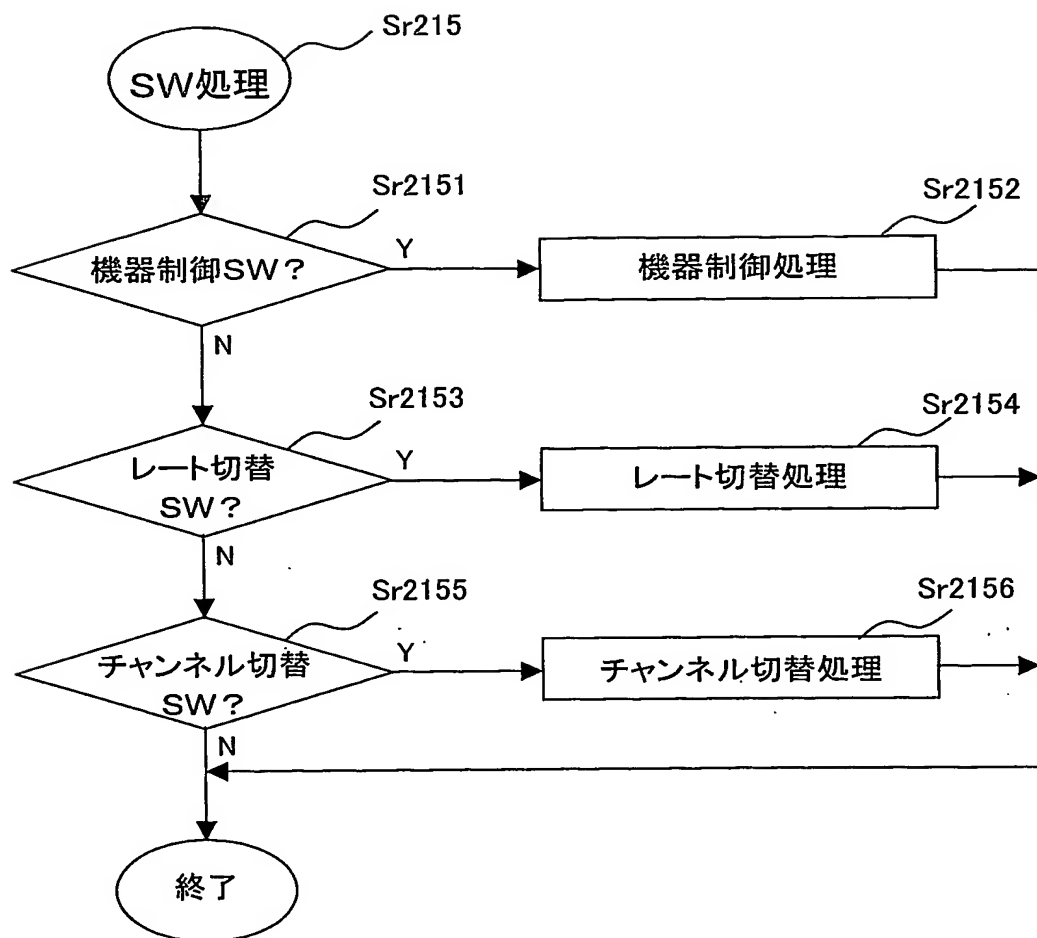 Sr215
SW処理
Sr2151
機器制御SW?
Y
Sr2152
機器制御処理
N
Sr2153
レート切替
SW?
Y
Sr2154
レート切替処理
N
Sr2155
チャンネル切替
SW?
Y
Sr2156
チャンネル切替処理
N
終了